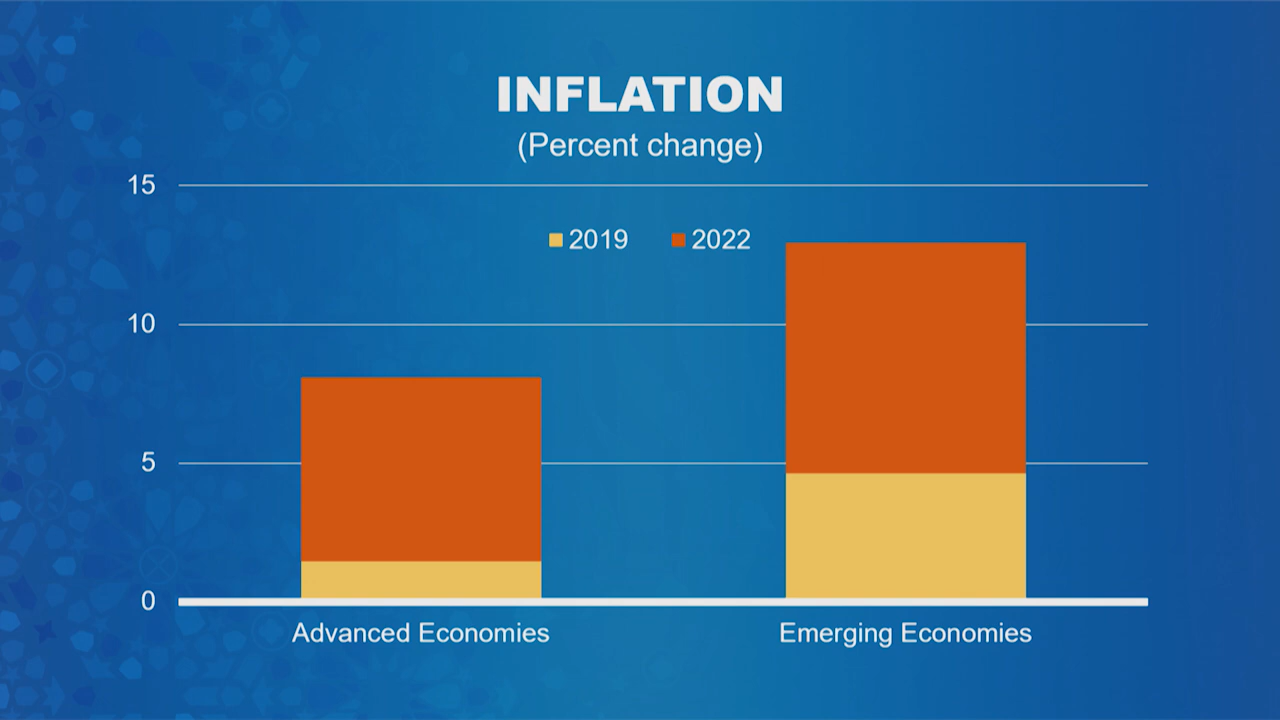 INFLATION
(Percent change)
15
2019 2022
10
5
0
Advanced Economies Emerging Economies